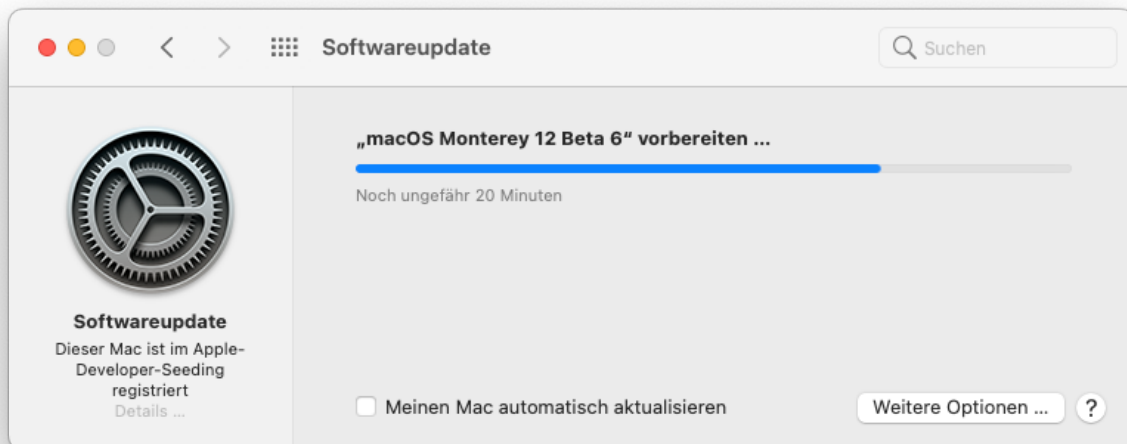 Softwareupdate
Suchen
„macOS Monterey 12 Beta 6“ vorbereiten ...
Noch ungefähr 20 Minuten
Softwareupdate
Dieser Mac ist im Apple-
Developer-Seeding
registriert
Details ...
Meinen Mac automatisch aktualisieren
Weitere Optionen ...
?